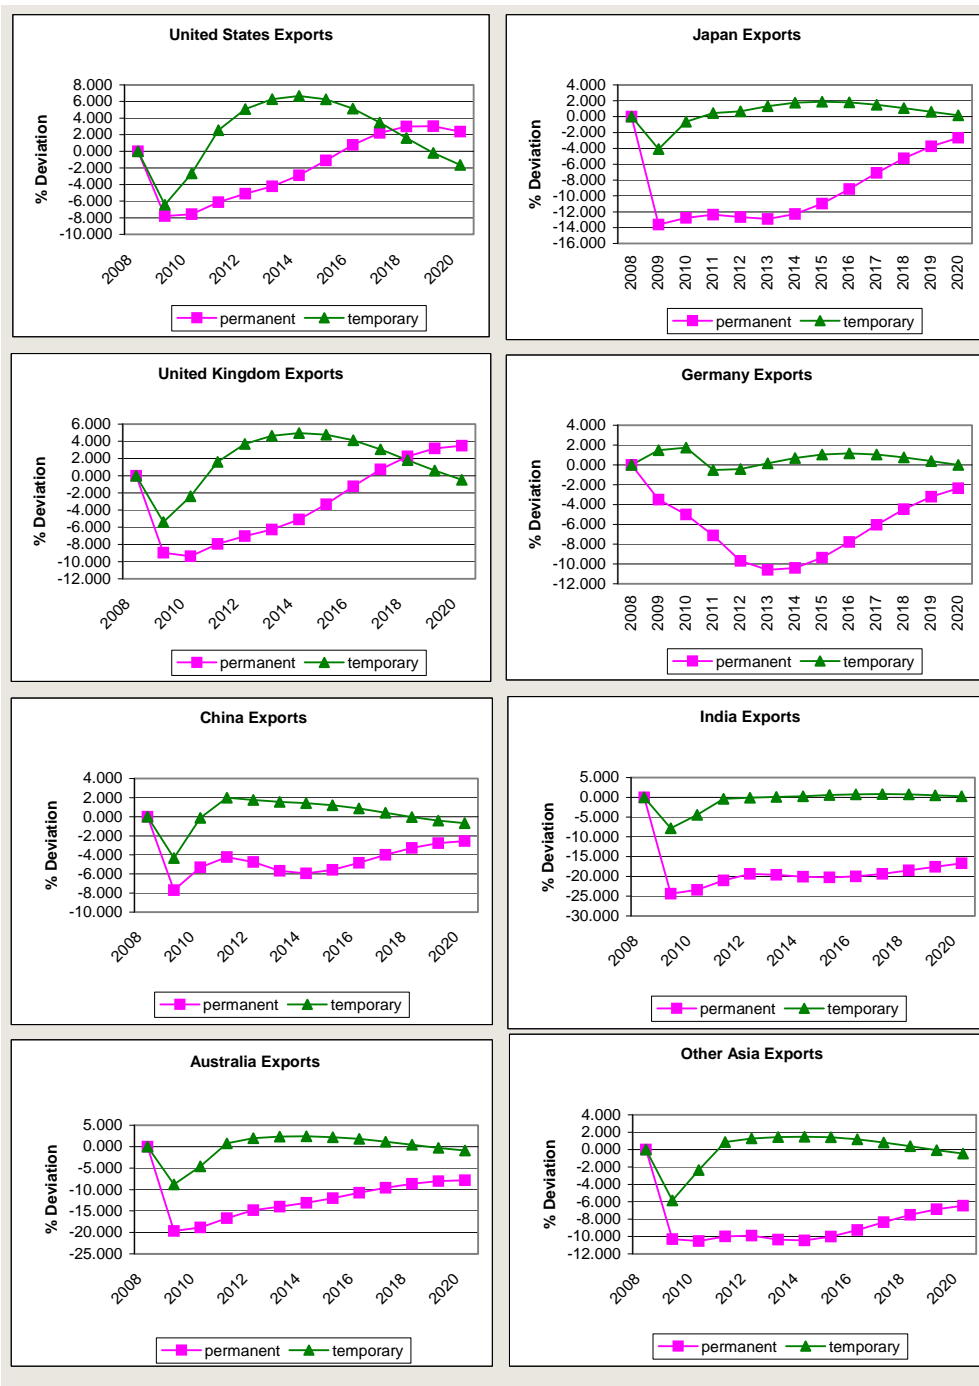 United States Exports
% Deviation
8.000
6.000
4.000
2.000
0.000
-2.000
-4.000
-6.000
-8.000
-10.000
2008 2010 2012 2014 2016 2018 2020
permanent temporary
Japan Exports
% Deviation
4.000
2.000
0.000
-2.000
-4.000
-6.000
-8.000
-10.000
-12.000
-14.000
-16.000
2008 2009 2010 2011 2012 2013 2014 2015 2016 2017 2018 2019 2020
permanent temporary
United Kingdom Exports
% Deviation
6.000
4.000
2.000
0.000
-2.000
-4.000
-6.000
-8.000
-10.000
-12.000
2008 2010 2012 2014 2016 2018 2020
permanent temporary
Germany Exports
% Deviation
4.000
2.000
0.000
-2.000
-4.000
-6.000
-8.000
-10.000
-12.000
2008 2009 2010 2011 2012 2013 2014 2015 2016 2017 2018 2019 2020
permanent temporary
China Exports
% Deviation
4.000
2.000
0.000
-2.000
-4.000
-6.000
-8.000
-10.000
2008 2010 2012 2014 2016 2018 2020
permanent temporary
India Exports
% Deviation
5.000
0.000
-5.000
-10.000
-15.000
-20.000
-25.000
-30.000
2008 2010 2012 2014 2016 2018 2020
permanent temporary
Australia Exports
% Deviation
5.000
0.000
-5.000
-10.000
-15.000
-20.000
-25.000
2008 2010 2012 2014 2016 2018 2020
permanent temporary
Other Asia Exports
% Deviation
4.000
2.000
0.000
-2.000
-4.000
-6.000
-8.000
-10.000
-12.000
2008 2010 2012 2014 2016 2018 2020
permanent temporary